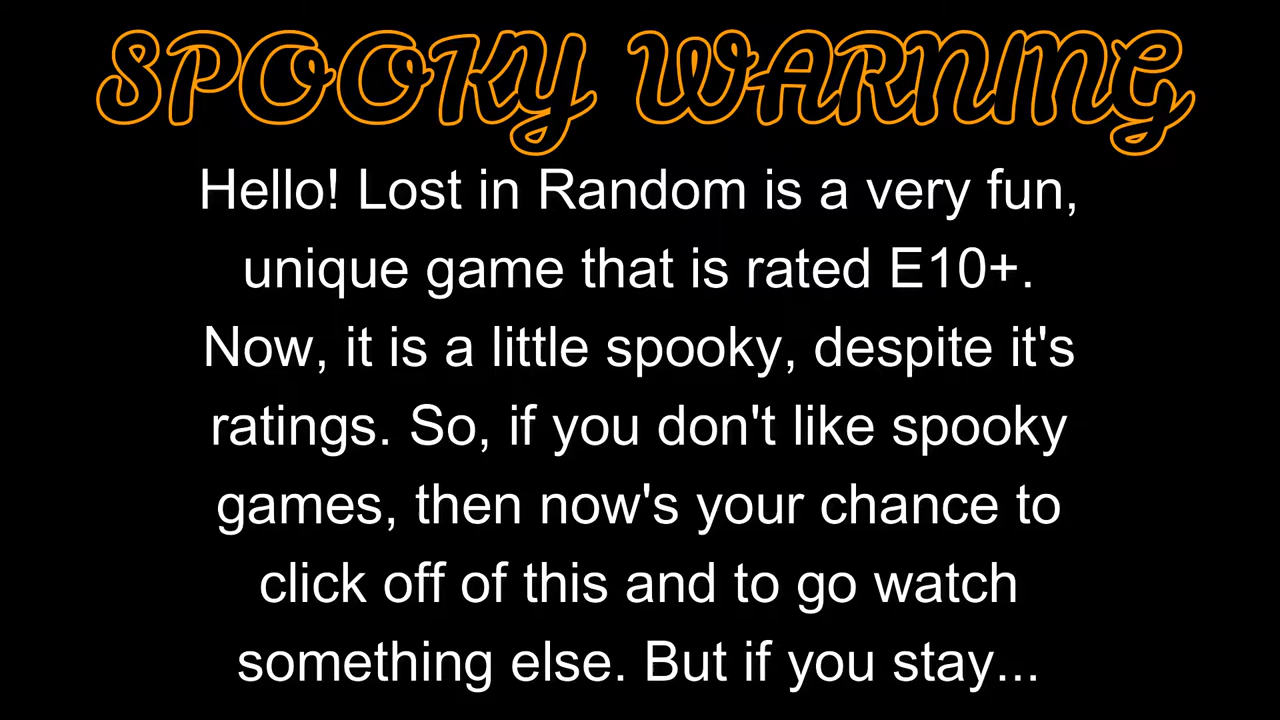 SPOOKY WARNING
Hello! Lost in Random is a very fun,
unique game that is rated E10+.
Now, it is a little spooky, despite it's
ratings. So, if you don't like spooky
games, then now's your chance to
click off of this and to go watch
something else. But if you stay...